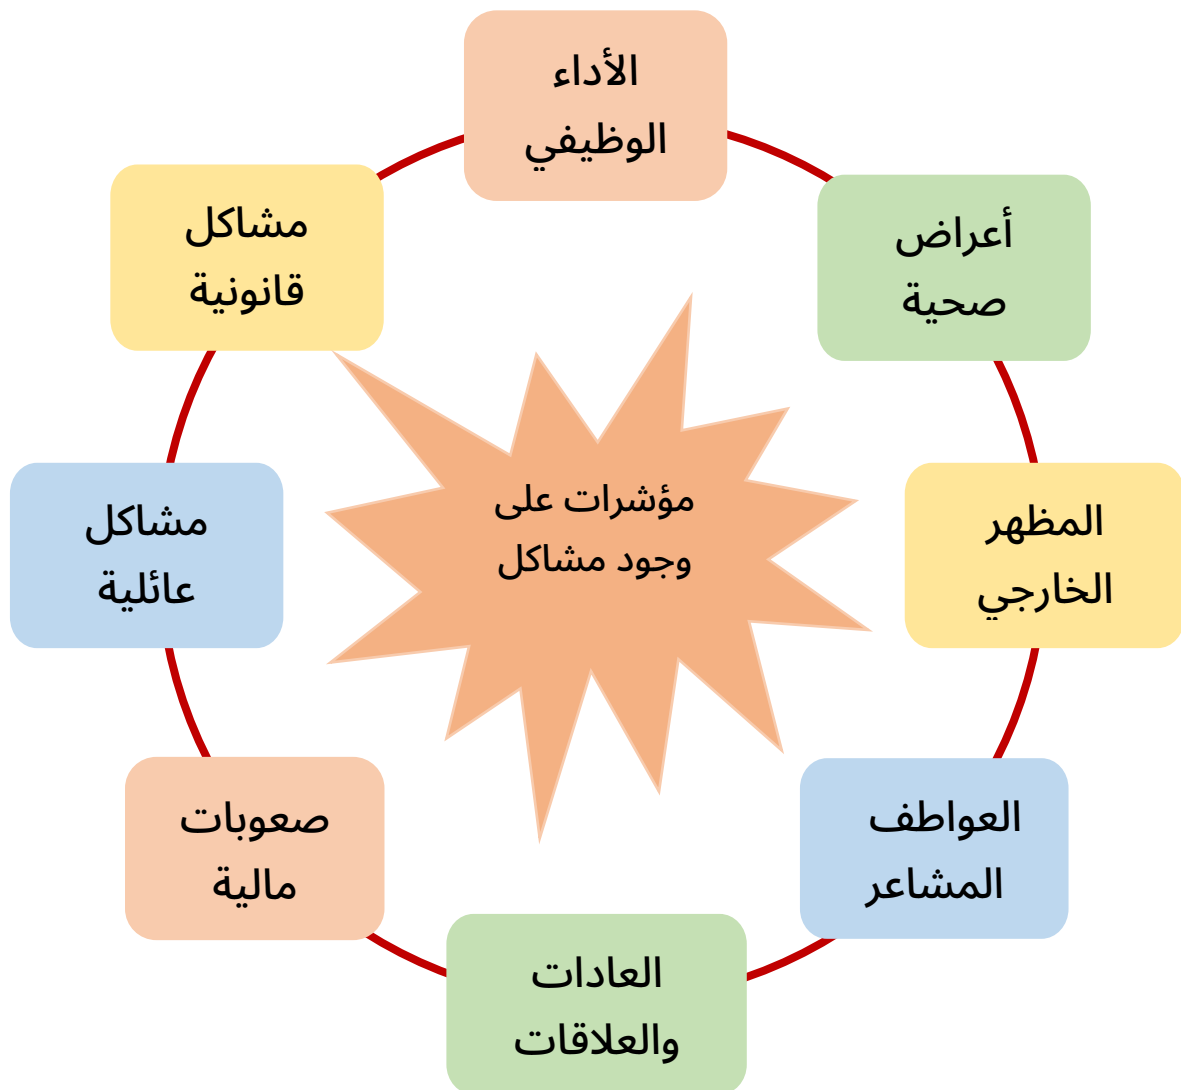 الأداء
الوظيفي
أعراض
صحية
المظهر
الخارجي
العواطف
المشاعر
العادات
والعلاقات
صعوبات
مالية
مشاكل
عائلية
مشاكل
قانونية
مؤشرات على
وجود مشاكل